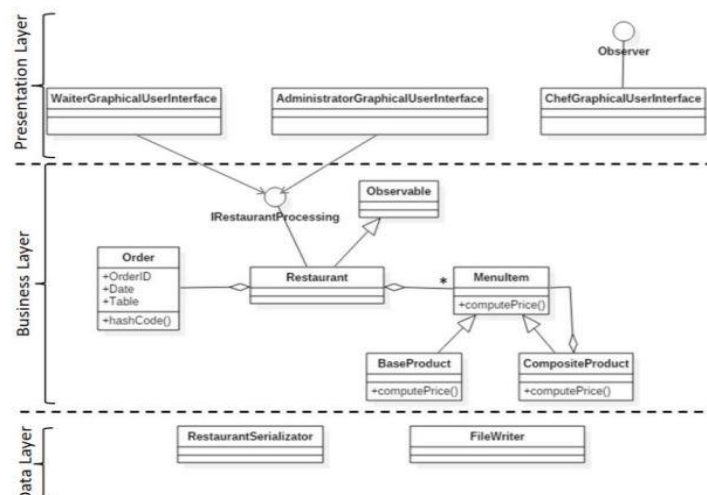 Presentation Layer
Observer
WaiterGraphicalUserInterface
AdministratorGraphicalUserInterface
ChefGraphicalUserInterface
Business Layer
Observable
IRestaurantProcessing
Order
+OrderID
+Date
+Table
+hashCode()
Restaurant
*
MenuItem
+computePrice()
BaseProduct
+computePrice()
CompositeProduct
+computePrice()
Data Layer
RestaurantSerializator
FileWriter